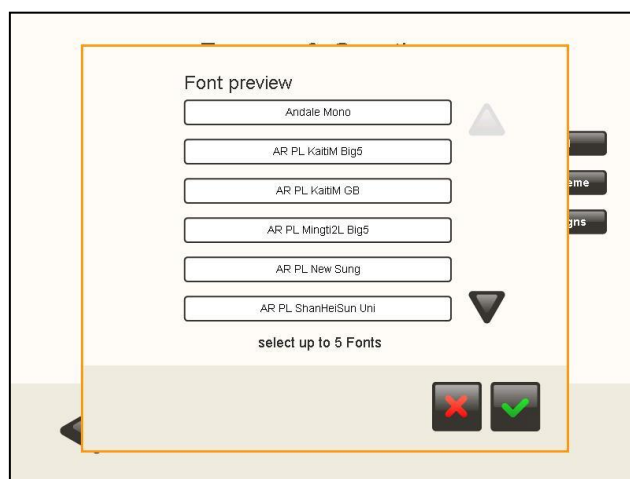 Font preview
Andale Mono
AR PL KaitiM Big5
AR PL KaitiM GB
AR PL Mingti2L Big5
AR PL New Sung
AR PL ShanHeiSun Uni
select up to 5 Fonts
eme
gns